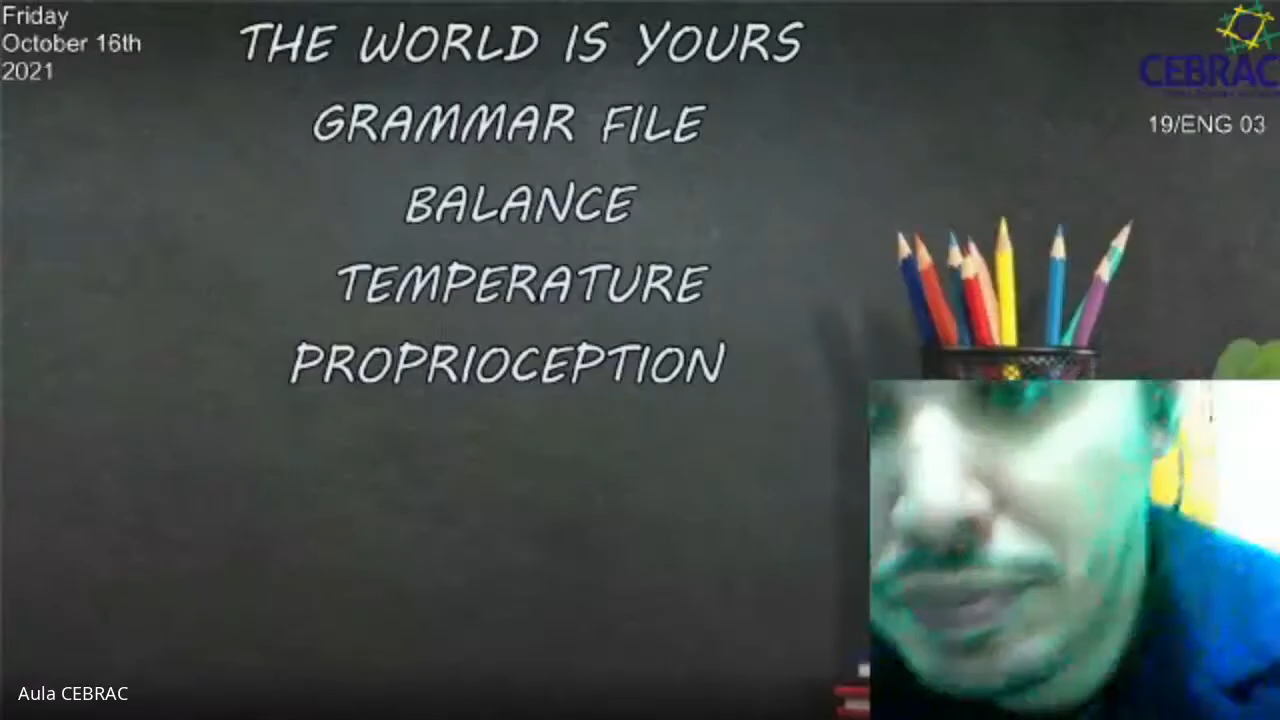 Friday
October 16th
2021
THE WORLD IS YOURS
GRAMMAR FILE
BALANCE
TEMPERATURE
PROPRIOCEPTION
CEBRAC
19/ENG 03
Aula CEBRAC